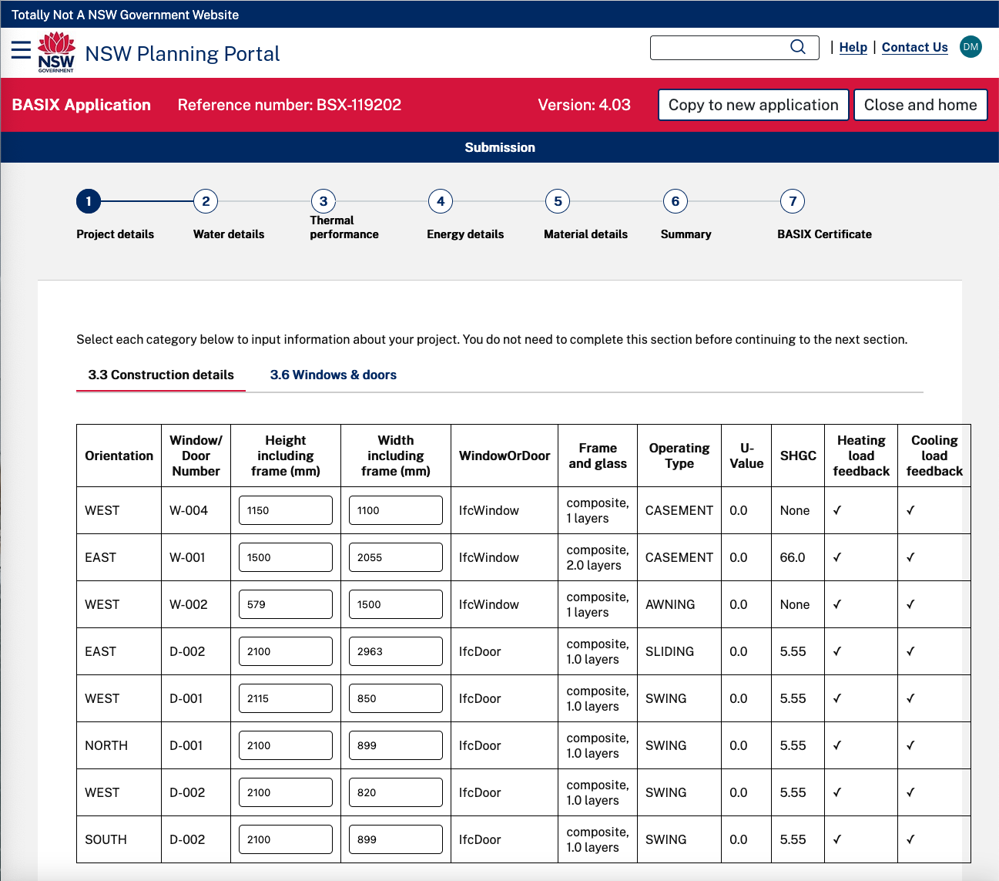 Totally Not A NSW Government Website
NSW
GOVERNMENT
NSW Planning Portal
| Help | Contact Us DM
BASIX Application Reference number: BSX-119202 Version: 4.03 Copy to new application Close and home
Submission
1 2 3 4 5 6 7
Project details Water details Thermal performance Energy details Material details Summary BASIX Certificate
Select each category below to input information about your project. You do not need to complete this section before continuing to the next section.
3.3 Construction details 3.6 Windows & doors
Orientation Window/ Door Number Height including frame (mm) Width including frame (mm) WindowOrDoor Frame and glass Operating Type U-Value SHGC Heating load feedback Cooling load feedback
WEST W-004 1150 1100 IfcWindow composite, 1 layers CASEMENT 0.0 None ✓ ✓
EAST W-001 1500 2055 IfcWindow composite, 2.0 layers CASEMENT 0.0 66.0 ✓ ✓
WEST W-002 579 1500 IfcWindow composite, 1 layers AWNING 0.0 None ✓ ✓
EAST D-002 2100 2963 IfcDoor composite, 1.0 layers SLIDING 0.0 5.55 ✓ ✓
WEST D-001 2115 850 IfcDoor composite, 1.0 layers SWING 0.0 5.55 ✓ ✓
NORTH D-001 2100 899 IfcDoor composite, 1.0 layers SWING 0.0 5.55 ✓ ✓
WEST D-002 2100 820 IfcDoor composite, 1.0 layers SWING 0.0 5.55 ✓ ✓
SOUTH D-002 2100 899 IfcDoor composite, 1.0 layers SWING 0.0 5.55 ✓ ✓